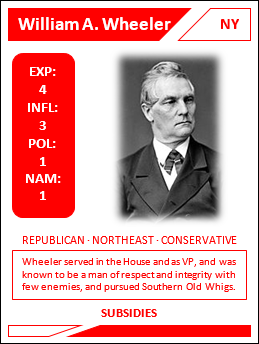 William A. Wheeler
NY
EXP:
4
INFL:
3
POL:
1
NAM:
1
REPUBLICAN · NORTHEAST · CONSERVATIVE
Wheeler served in the House and as VP, and was
known to be a man of respect and integrity with
few enemies, and pursued Southern Old Whigs.
SUBSIDIES